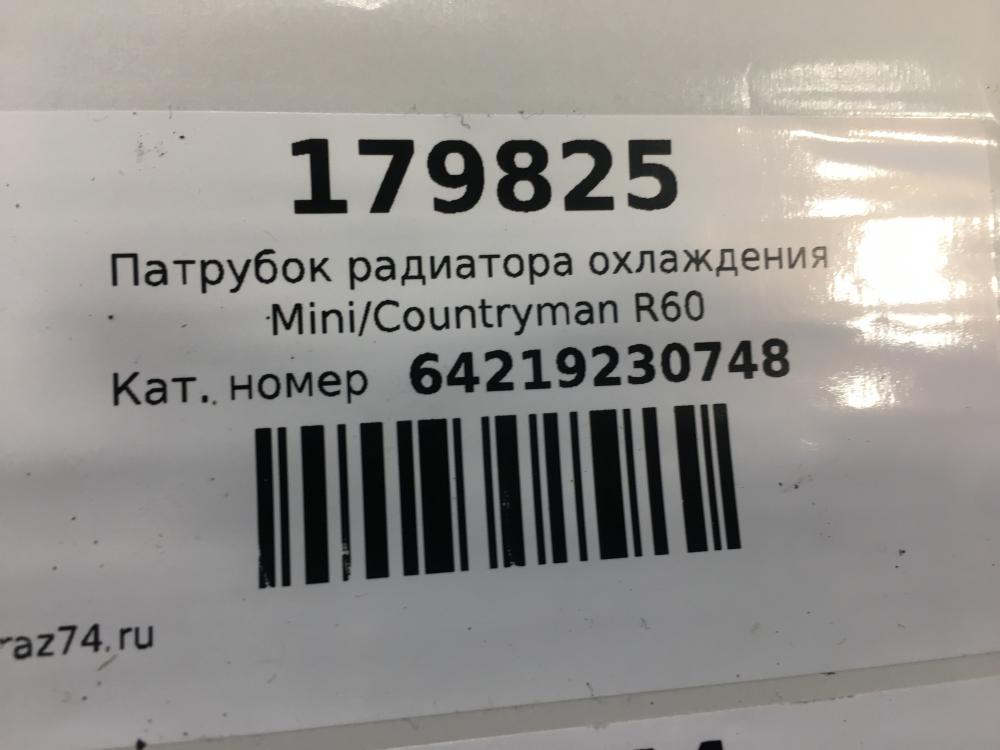 179825
Патрубок радиатора охлаждения
Mini/Countryman R60
Кат. номер 64219230748
raz74.ru